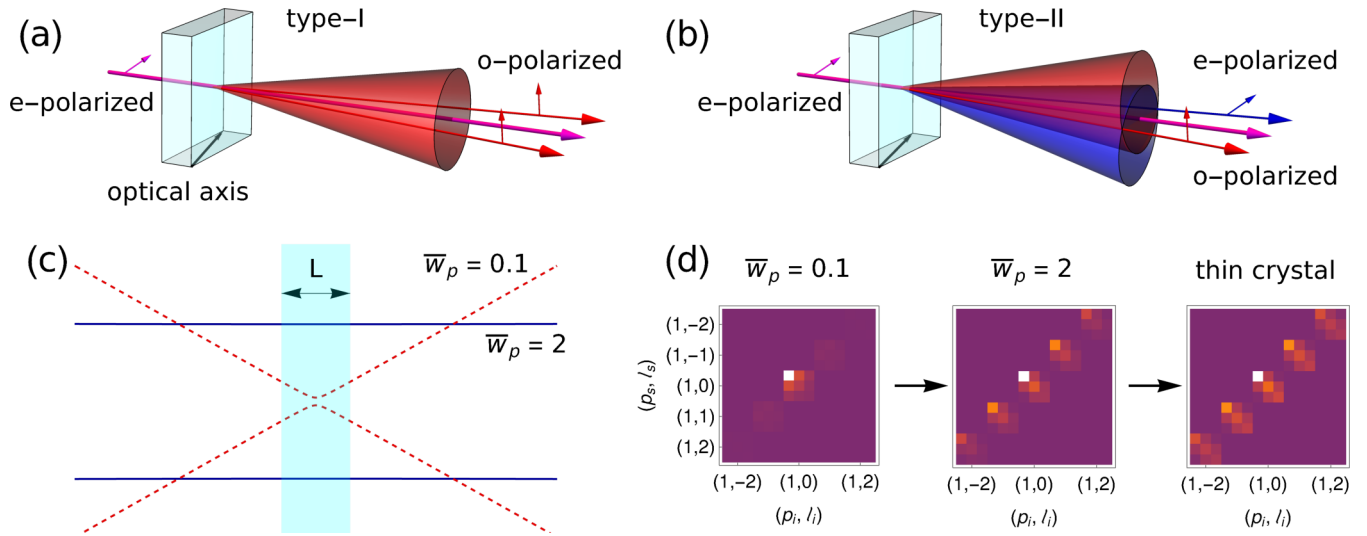 (a)
type–I
e–polarized
o–polarized
optical axis
(b)
type–II
e–polarized
e–polarized
o–polarized
(c)
L
w̅ₚ = 0.1
w̅ₚ = 2
(d)
w̅ₚ = 0.1
w̅ₚ = 2
thin crystal
(pₛ, lₛ)
(1,−2)
(1,−1)
(1,0)
(1,1)
(1,2)
(1,−2) (1,0) (1,2)
(pᵢ, lᵢ)
(1,−2) (1,0) (1,2)
(pᵢ, lᵢ)
(1,−2) (1,0) (1,2)
(pᵢ, lᵢ)